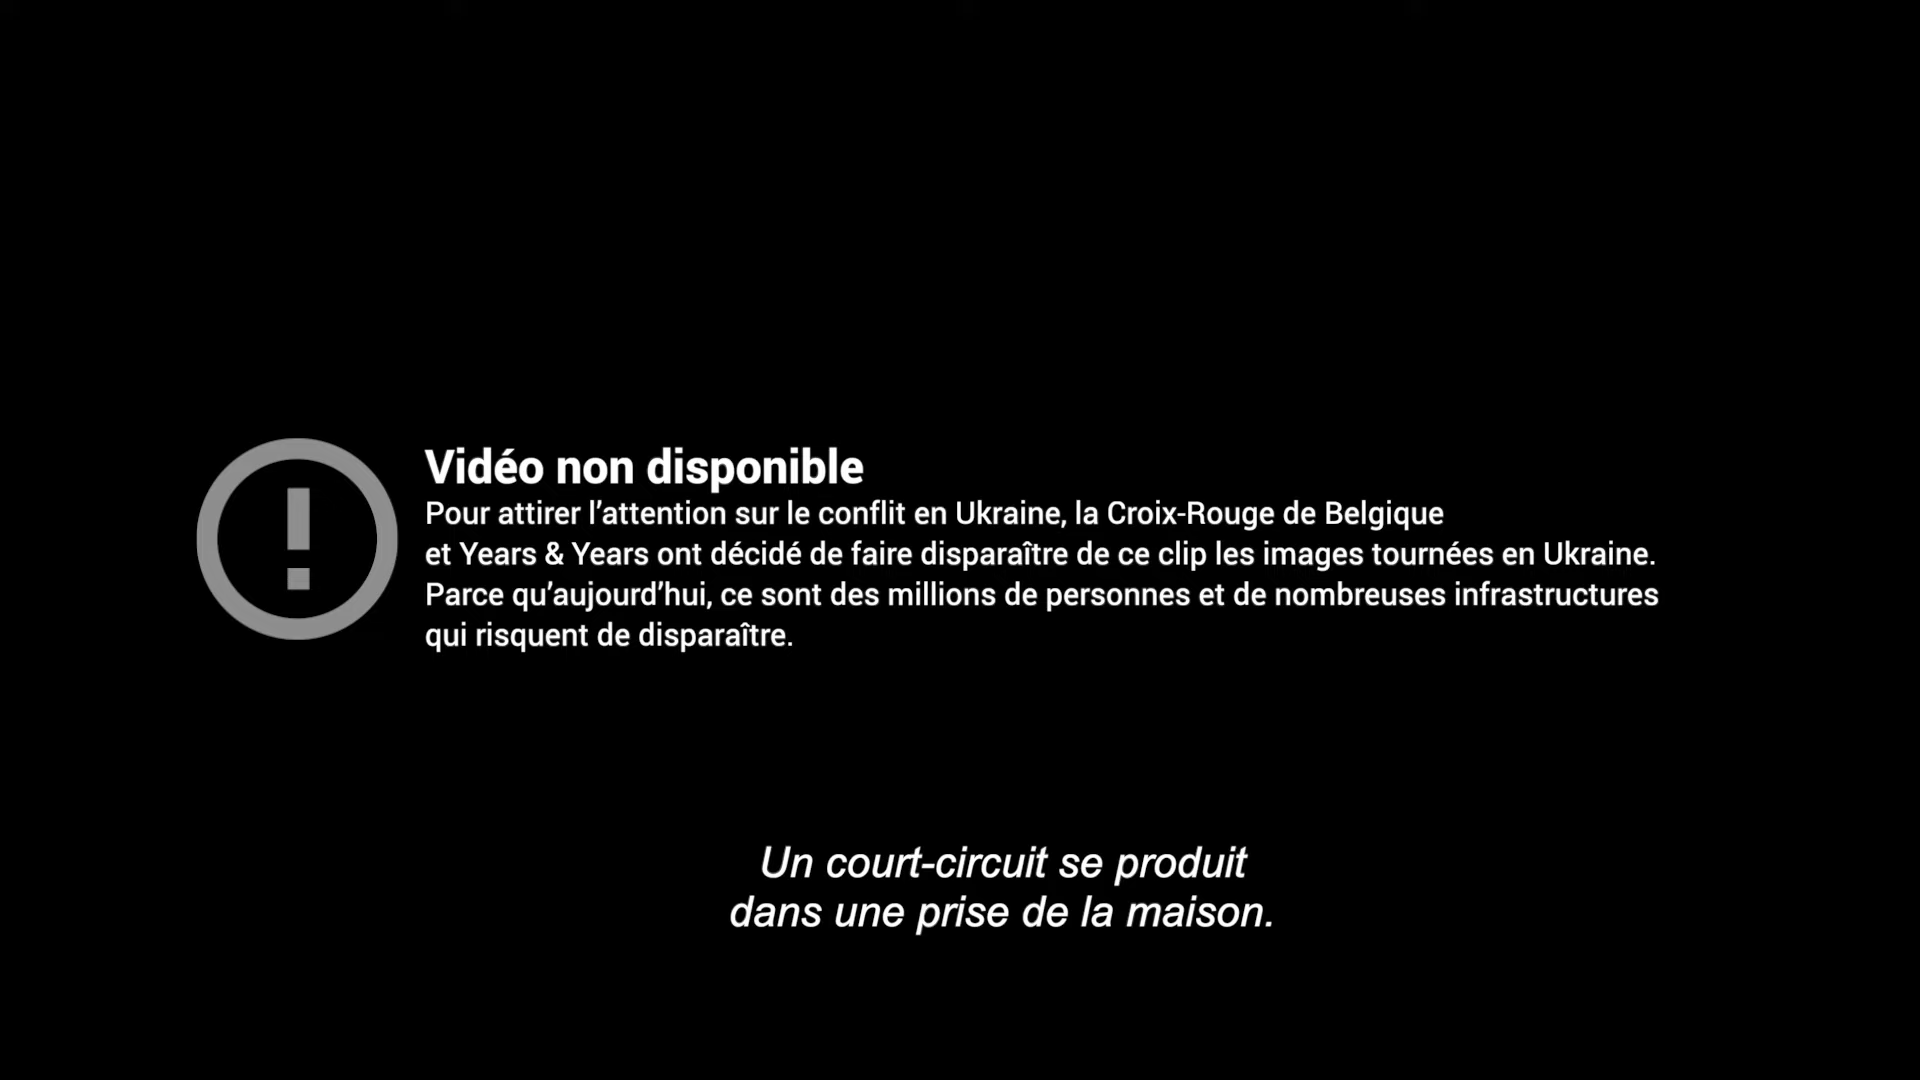 Vidéo non disponible
Pour attirer l’attention sur le conflit en Ukraine, la Croix-Rouge de Belgique
et Years & Years ont décidé de faire disparaître de ce clip les images tournées en Ukraine.
Parce qu’aujourd’hui, ce sont des millions de personnes et de nombreuses infrastructures
qui risquent de disparaître.
Un court-circuit se produit
dans une prise de la maison.